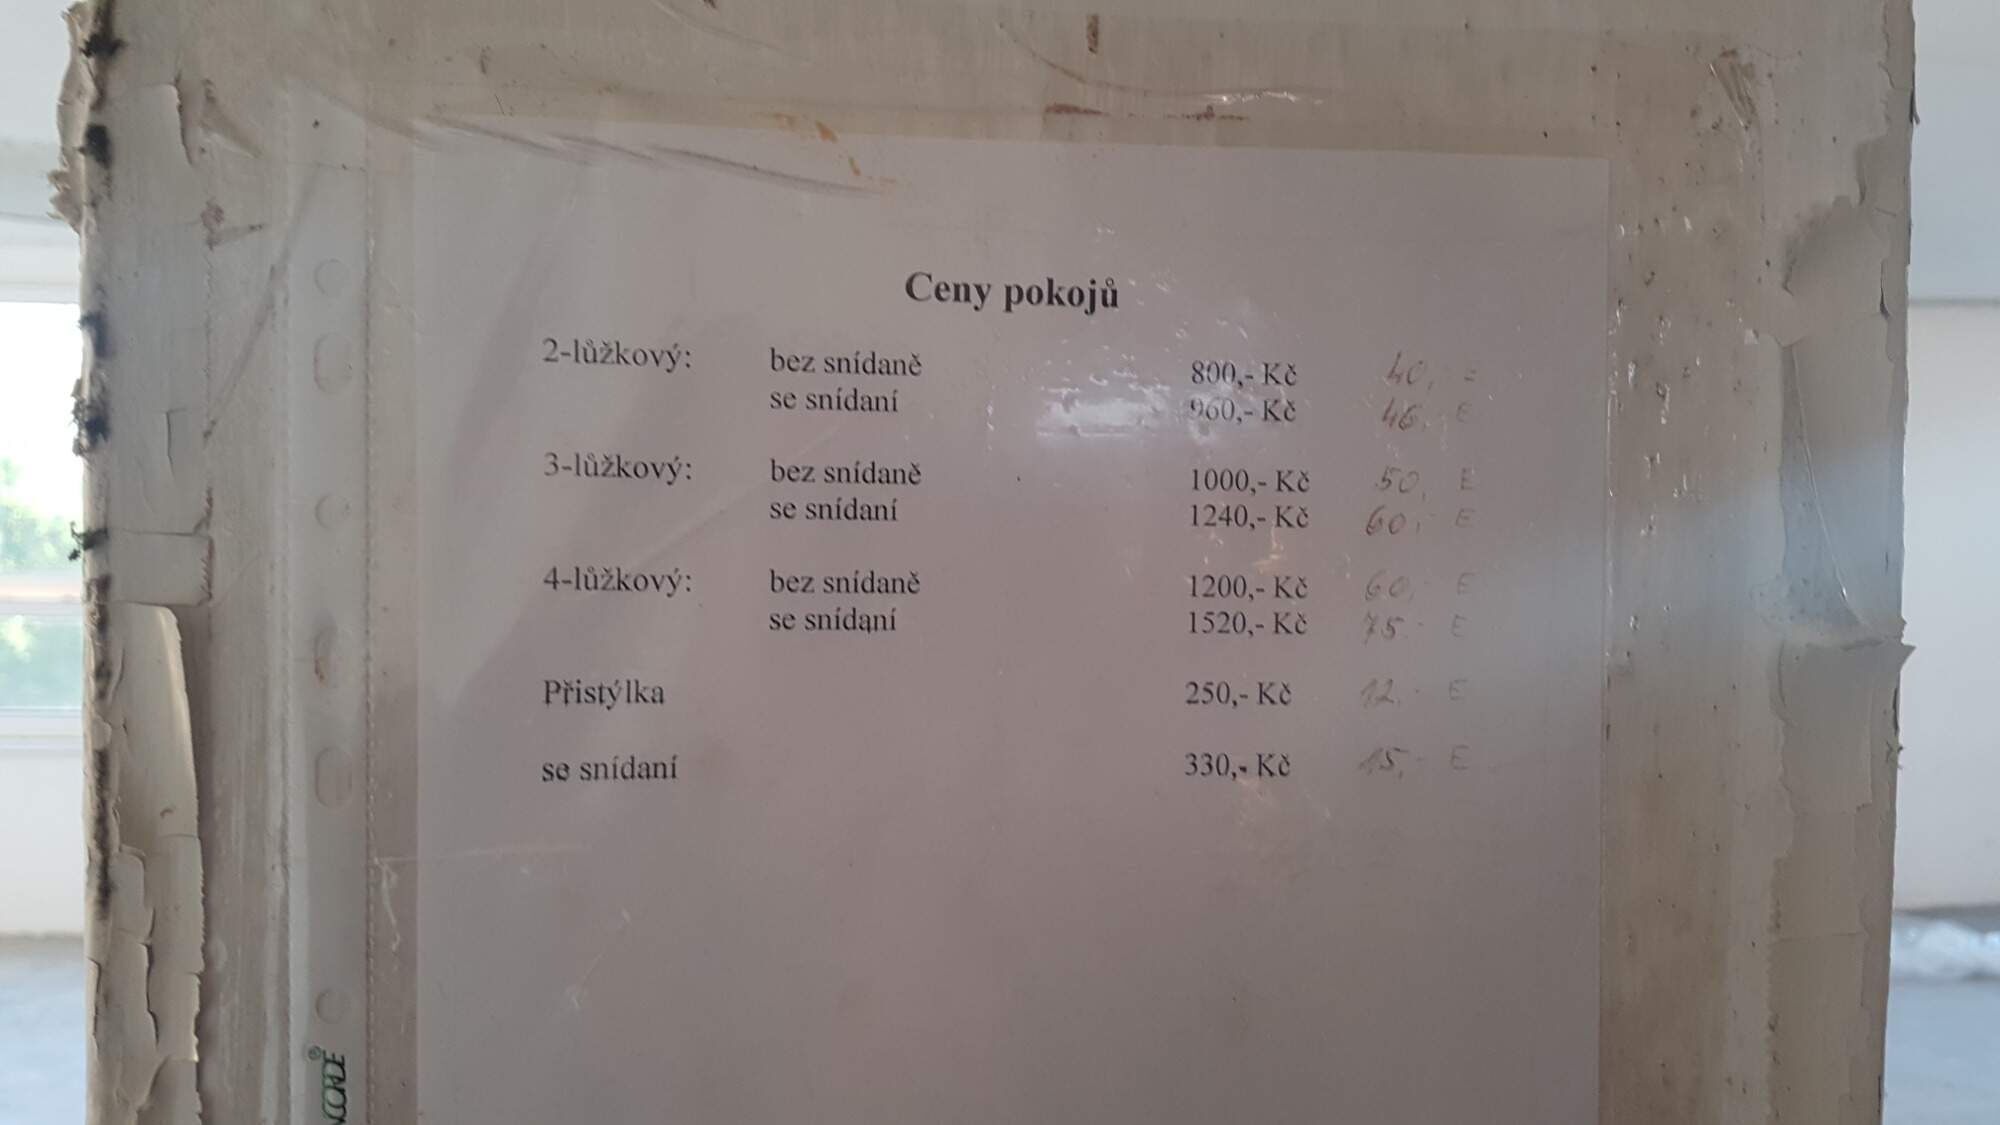 Ceny pokojů
2-lůžkový: bez snídaně 800,- Kč 40,-
se snídaní 960,- Kč 46,- E
3-lůžkový: bez snídaně 1000,- Kč 50,- E
se snídaní 1240,- Kč 60,- E
4-lůžkový: bez snídaně 1200,- Kč 60,- E
se snídaní 1520,- Kč 75,- E
Přistýlka 250,- Kč 12,- E
se snídaní 330,- Kč 15,- E